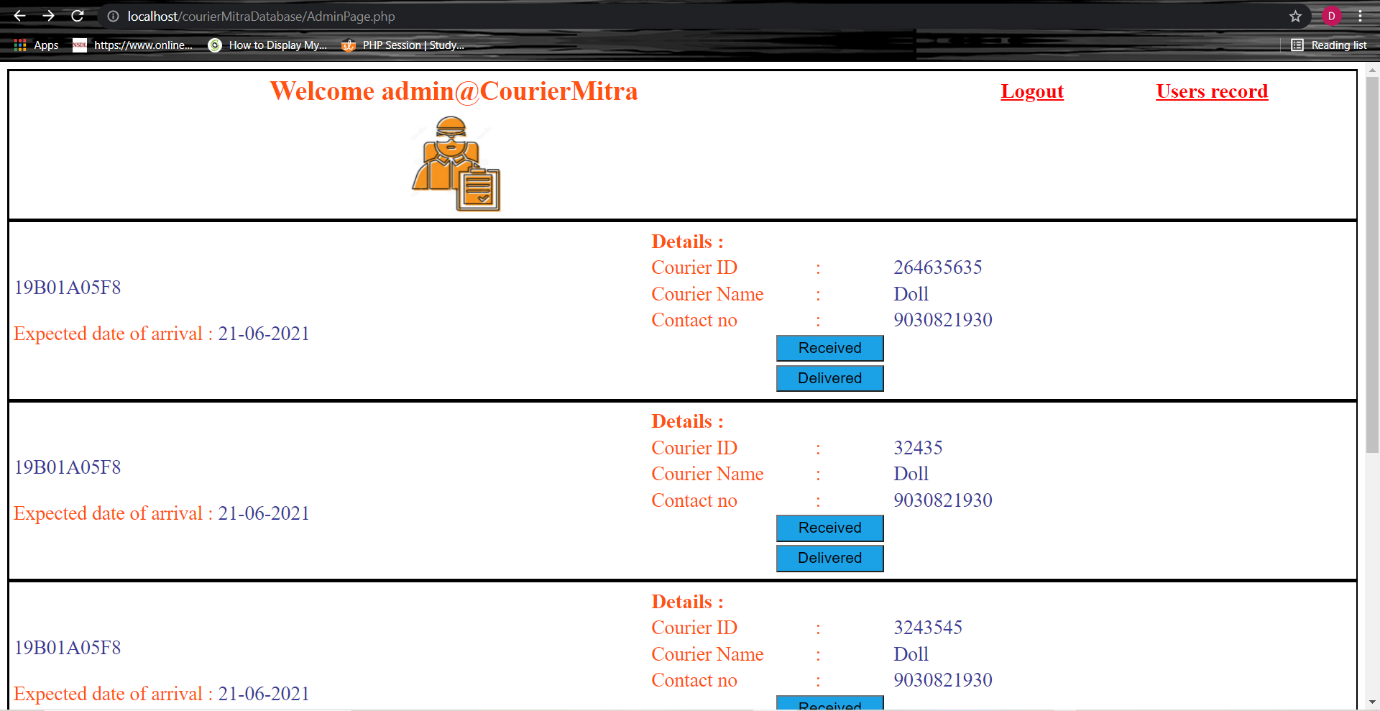 localhost/courierMitraDatabase/AdminPage.php
D
Apps
https://www.online...
How to Display My...
PHP Session | Study...
Reading list
Welcome admin@CourierMitra
Logout
Users record
19B01A05F8
Expected date of arrival : 21-06-2021
Details :
Courier ID : 264635635
Courier Name : Doll
Contact no : 9030821930
Received
Delivered
19B01A05F8
Expected date of arrival : 21-06-2021
Details :
Courier ID : 32435
Courier Name : Doll
Contact no : 9030821930
Received
Delivered
19B01A05F8
Expected date of arrival : 21-06-2021
Details :
Courier ID : 3243545
Courier Name : Doll
Contact no : 9030821930
Received